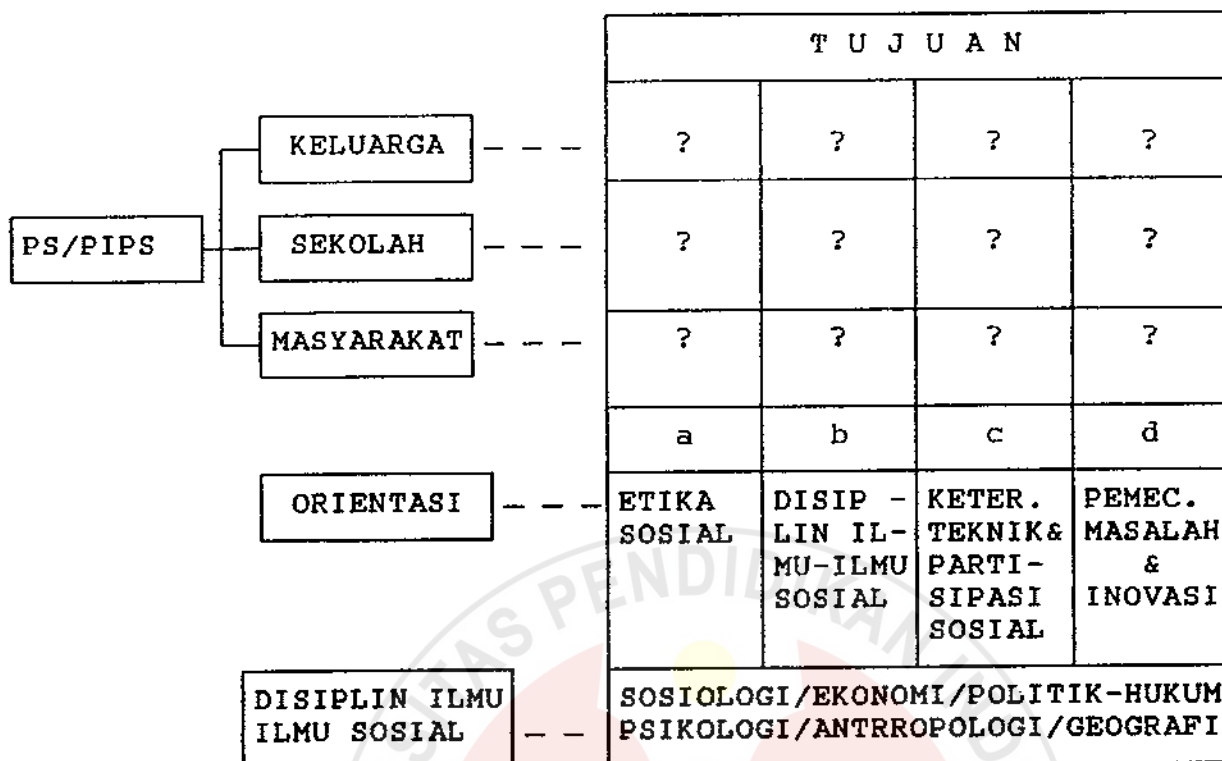 T U J U A N
KELUARGA – – – ? ? ? ?
PS/PIPS SEKOLAH – – – ? ? ? ?
MASYARAKAT – – – ? ? ? ?
a b c d
ORIENTASI – – –
ETIKA
SOSIAL
DISIP -
LIN IL-
MU-ILMU
SOSIAL
KETER.
TEKNIK&
PARTI-
SIPASI
SOSIAL
PEMEC.
MASALAH
&
INOVASI
DISIPLIN ILMU
ILMU SOSIAL – –
SOSIOLOGI/EKONOMI/POLITIK-HUKUM
PSIKOLOGI/ANTRROPOLOGI/GEOGRAFI